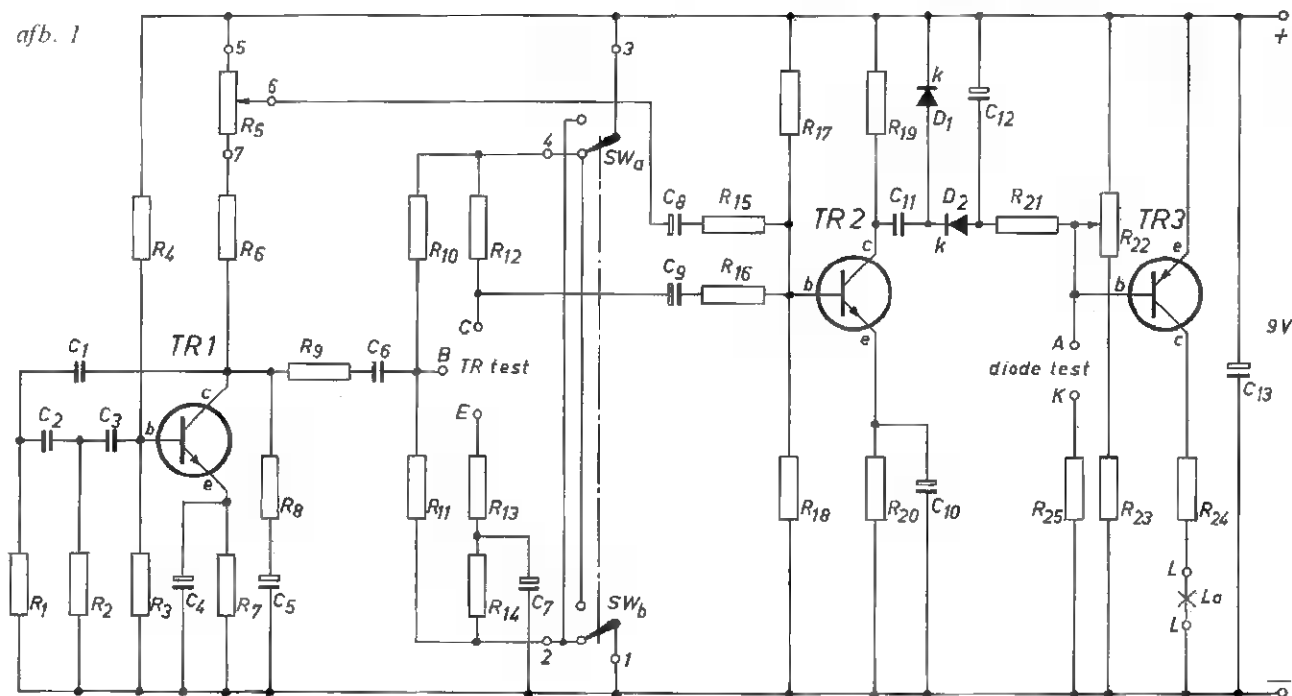 afb. 1
5
6
R5
7
3
4
SWa
R4
R6
R10
R12
C8
R15
R17
R19
k
D1
C12
C11
D2
k
R21
R22
TR2
TR3
C9
R16
b
c
e
b
e
c
C1
TR1
R9
C6
C
B
TR test
E
C2
C3
b
c
e
A
diode test
K
+
9V
C13
R8
R11
R13
R14
C7
SWb
R18
R20
C10
R25
R23
R24
R1
R2
R3
C4
R7
C5
2
1
L
La
L
–